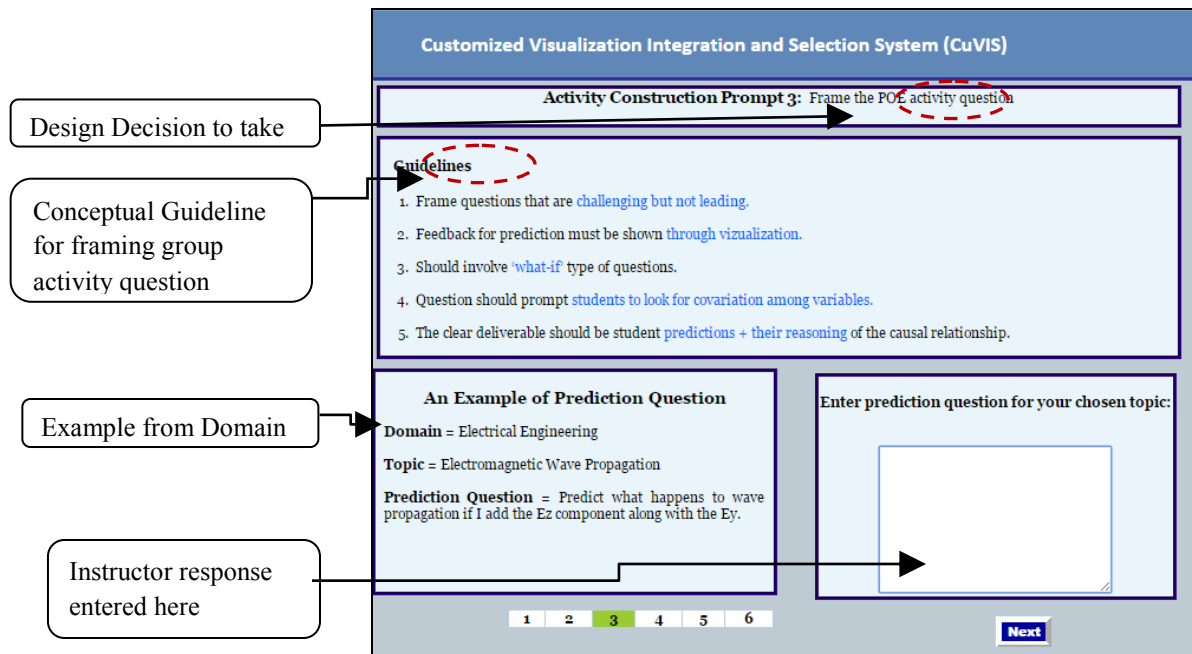 Customized Visualization Integration and Selection System (CuVIS)
Activity Construction Prompt 3: Frame the POE activity question
Design Decision to take
Guidelines
1. Frame questions that are challenging but not leading.
2. Feedback for prediction must be shown through vizualization.
3. Should involve ‘what-if’ type of questions.
4. Question should prompt students to look for covariation among variables.
5. The clear deliverable should be student predictions + their reasoning of the causal relationship.
Conceptual Guideline
for framing group
activity question
An Example of Prediction Question
Domain = Electrical Engineering
Topic = Electromagnetic Wave Propagation
Prediction Question = Predict what happens to wave
propagation if I add the Ez component along with the Ey.
Example from Domain
Enter prediction question for your chosen topic:
Instructor response
entered here
1 2 3 4 5 6
Next